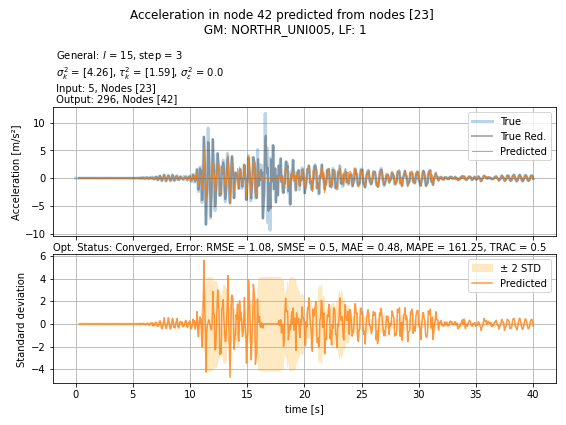 Acceleration in node 42 predicted from nodes [23]
GM: NORTHR_UNI005, LF: 1
General: l = 15, step = 3
σ²ₖ = [4.26], τ²ₖ = [1.59], σ²ε = 0.0
Input: 5, Nodes [23]
Output: 296, Nodes [42]
Acceleration [m/s²]
10
5
0
−5
−10
True
True Red.
Predicted
Opt. Status: Converged, Error: RMSE = 1.08, SMSE = 0.5, MAE = 0.48, MAPE = 161.25, TRAC = 0.5
Standard deviation
6
4
2
0
−2
−4
± 2 STD
Predicted
0 5 10 15 20 25 30 35 40
time [s]